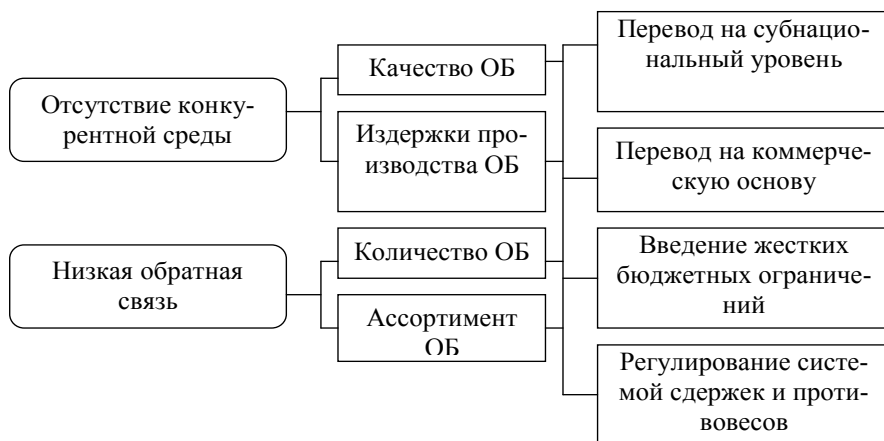 Отсутствие конку-
рентной среды
Низкая обратная
связь
Качество ОБ
Издержки про-
изводства ОБ
Количество ОБ
Ассортимент
ОБ
Перевод на субнацио-
нальный уровень
Перевод на коммерче-
скую основу
Введение жестких
бюджетных ограниче-
ний
Регулирование систе-
мой сдержек и проти-
вовесов